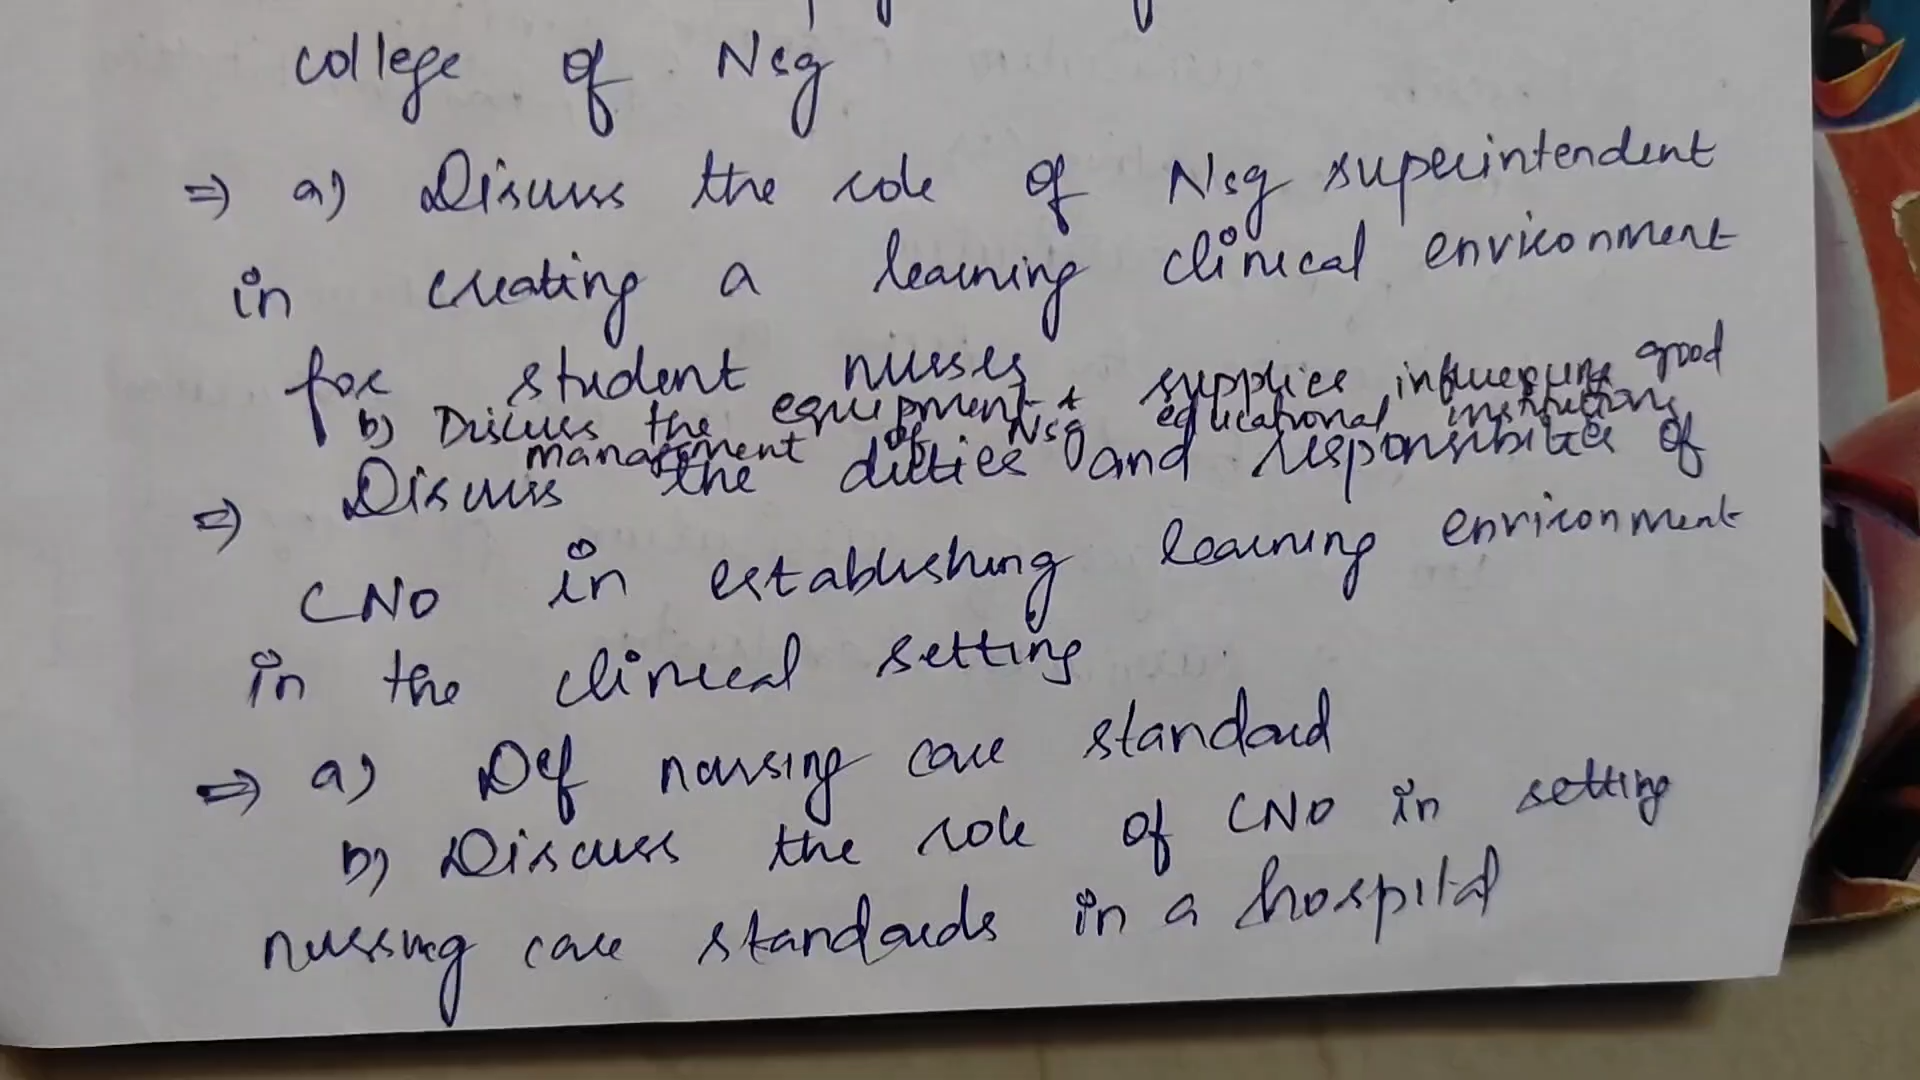 college of Nsg
⇒ a) Discuss the role of Nsg superintendent
in creating a learning clinical environment
for student nurses
b) Discuss the equipment & supplies influencing good
management of Nsg educational institutions
⇒ Discuss the duties and responsibilites of
CNO in establishing learning environment
in the clinical setting
⇒ a) Def nursing care standard
b) Discuss the role of CNO in setting
nursing care standards in a hospital